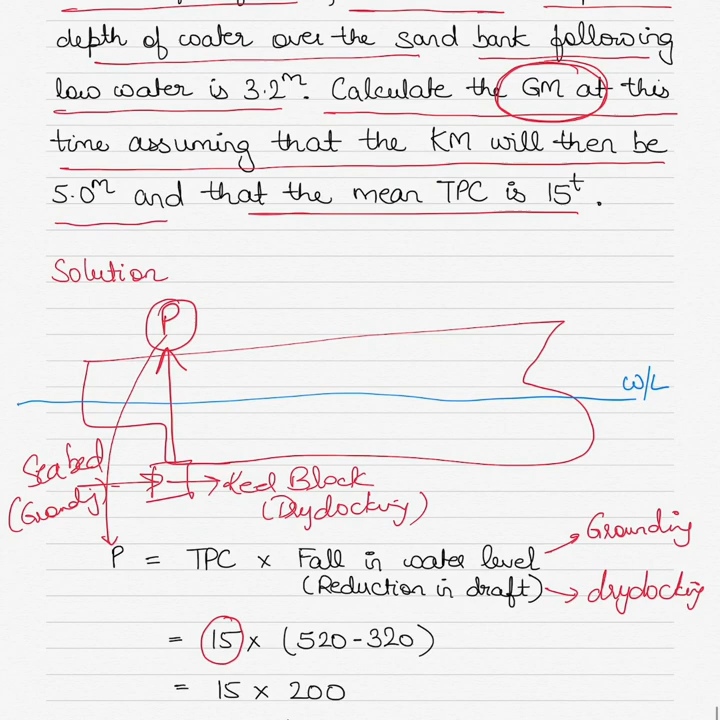 depth of water over the sand bank following
low water is 3.2m. Calculate the GM at this
time assuming that the KM will then be
5.0m and that the mean TPC is 15t.
Solution
P
W/L
Seabed
(Grounding)
Keel Block
(Drydocking)
P = TPC × Fall in water level
(Reduction in draft)
Grounding
drydocking
= 15 × (520-320)
= 15 × 200